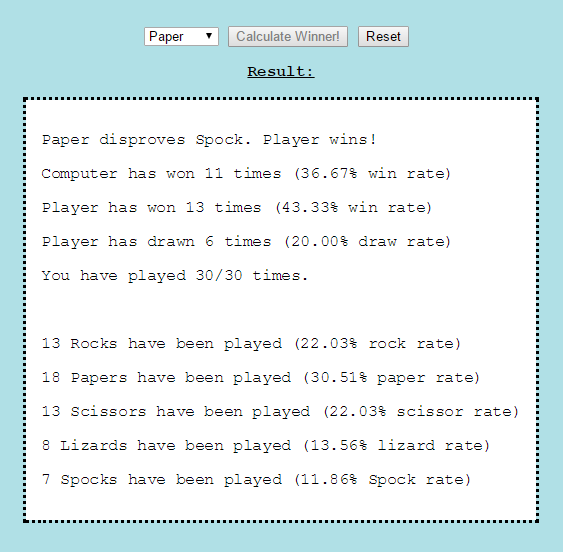 Paper Calculate Winner! Reset
Result:
Paper disproves Spock. Player wins!
Computer has won 11 times (36.67% win rate)
Player has won 13 times (43.33% win rate)
Player has drawn 6 times (20.00% draw rate)
You have played 30/30 times.
13 Rocks have been played (22.03% rock rate)
18 Papers have been played (30.51% paper rate)
13 Scissors have been played (22.03% scissor rate)
8 Lizards have been played (13.56% lizard rate)
7 Spocks have been played (11.86% Spock rate)